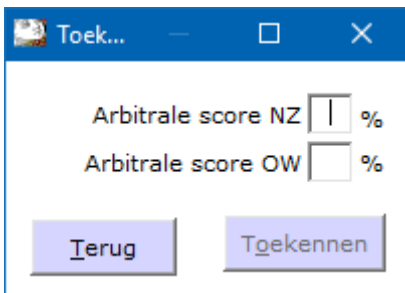 Toek...
Arbitrale score NZ %
Arbitrale score OW %
Terug Toekennen